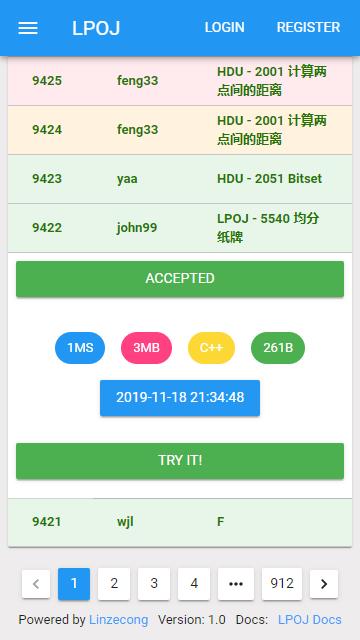 LPOJ LOGIN REGISTER
9425 feng33 HDU - 2001 计算两
点间的距离
9424 feng33 HDU - 2001 计算两
点间的距离
9423 yaa HDU - 2051 Bitset
9422 john99 LPOJ - 5540 均分
纸牌
ACCEPTED
1MS 3MB C++ 261B
2019-11-18 21:34:48
TRY IT!
9421 wjl F
1 2 3 4 ••• 912
Powered by Linzecong Version: 1.0 Docs: LPOJ Docs